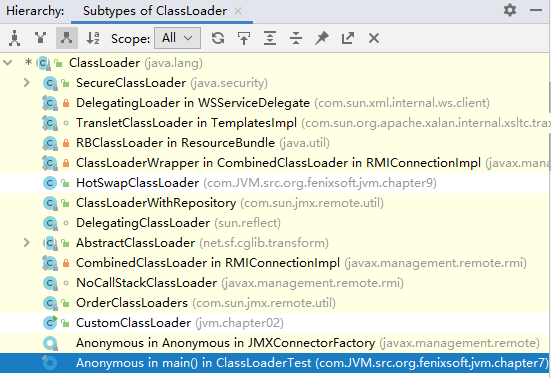 Hierarchy: Subtypes of ClassLoader ×
Scope: All
* ClassLoader (java.lang)
SecureClassLoader (java.security)
DelegatingLoader in WSServiceDelegate (com.sun.xml.internal.ws.client)
TransletClassLoader in TemplatesImpl (com.sun.org.apache.xalan.internal.xsltc.trax
RBClassLoader in ResourceBundle (java.util)
ClassLoaderWrapper in CombinedClassLoader in RMIConnectionImpl (javax.manage
HotSwapClassLoader (com.JVM.src.org.fenixsoft.jvm.chapter9)
ClassLoaderWithRepository (com.sun.jmx.remote.util)
DelegatingClassLoader (sun.reflect)
AbstractClassLoader (net.sf.cglib.transform)
CombinedClassLoader in RMIConnectionImpl (javax.management.remote.rmi)
NoCallStackClassLoader (javax.management.remote.rmi)
OrderClassLoaders (com.sun.jmx.remote.util)
CustomClassLoader (jvm.chapter02)
Anonymous in Anonymous in JMXConnectorFactory (javax.management.remote)
Anonymous in main() in ClassLoaderTest (com.JVM.src.org.fenixsoft.jvm.chapter7)